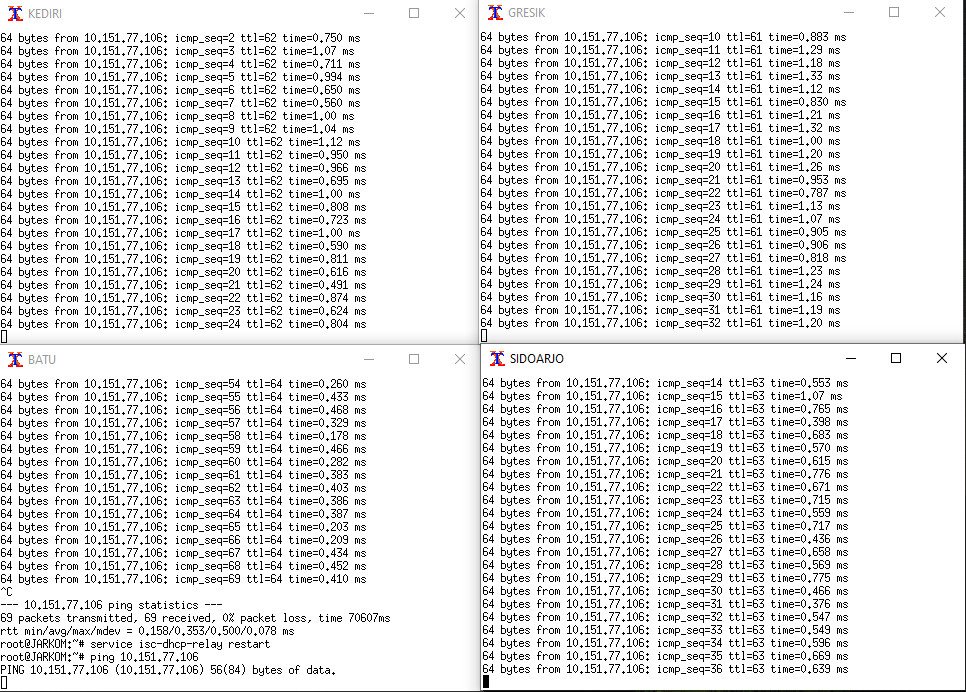 KEDIRI
64 bytes from 10.151.77.106: icmp_seq=2 ttl=62 time=0.750 ms
64 bytes from 10.151.77.106: icmp_seq=3 ttl=62 time=1.07 ms
64 bytes from 10.151.77.106: icmp_seq=4 ttl=62 time=0.711 ms
64 bytes from 10.151.77.106: icmp_seq=5 ttl=62 time=0.994 ms
64 bytes from 10.151.77.106: icmp_seq=6 ttl=62 time=0.650 ms
64 bytes from 10.151.77.106: icmp_seq=7 ttl=62 time=0.560 ms
64 bytes from 10.151.77.106: icmp_seq=8 ttl=62 time=1.00 ms
64 bytes from 10.151.77.106: icmp_seq=9 ttl=62 time=1.04 ms
64 bytes from 10.151.77.106: icmp_seq=10 ttl=62 time=1.12 ms
64 bytes from 10.151.77.106: icmp_seq=11 ttl=62 time=0.950 ms
64 bytes from 10.151.77.106: icmp_seq=12 ttl=62 time=0.966 ms
64 bytes from 10.151.77.106: icmp_seq=13 ttl=62 time=0.695 ms
64 bytes from 10.151.77.106: icmp_seq=14 ttl=62 time=1.00 ms
64 bytes from 10.151.77.106: icmp_seq=15 ttl=62 time=0.808 ms
64 bytes from 10.151.77.106: icmp_seq=16 ttl=62 time=0.723 ms
64 bytes from 10.151.77.106: icmp_seq=17 ttl=62 time=1.00 ms
64 bytes from 10.151.77.106: icmp_seq=18 ttl=62 time=0.590 ms
64 bytes from 10.151.77.106: icmp_seq=19 ttl=62 time=0.811 ms
64 bytes from 10.151.77.106: icmp_seq=20 ttl=62 time=0.616 ms
64 bytes from 10.151.77.106: icmp_seq=21 ttl=62 time=0.491 ms
64 bytes from 10.151.77.106: icmp_seq=22 ttl=62 time=0.874 ms
64 bytes from 10.151.77.106: icmp_seq=23 ttl=62 time=0.624 ms
64 bytes from 10.151.77.106: icmp_seq=24 ttl=62 time=0.804 ms
GRESIK
64 bytes from 10.151.77.106: icmp_seq=10 ttl=61 time=0.883 ms
64 bytes from 10.151.77.106: icmp_seq=11 ttl=61 time=1.29 ms
64 bytes from 10.151.77.106: icmp_seq=12 ttl=61 time=1.18 ms
64 bytes from 10.151.77.106: icmp_seq=13 ttl=61 time=1.33 ms
64 bytes from 10.151.77.106: icmp_seq=14 ttl=61 time=1.12 ms
64 bytes from 10.151.77.106: icmp_seq=15 ttl=61 time=0.830 ms
64 bytes from 10.151.77.106: icmp_seq=16 ttl=61 time=1.21 ms
64 bytes from 10.151.77.106: icmp_seq=17 ttl=61 time=1.32 ms
64 bytes from 10.151.77.106: icmp_seq=18 ttl=61 time=1.00 ms
64 bytes from 10.151.77.106: icmp_seq=19 ttl=61 time=1.20 ms
64 bytes from 10.151.77.106: icmp_seq=20 ttl=61 time=1.26 ms
64 bytes from 10.151.77.106: icmp_seq=21 ttl=61 time=0.953 ms
64 bytes from 10.151.77.106: icmp_seq=22 ttl=61 time=0.787 ms
64 bytes from 10.151.77.106: icmp_seq=23 ttl=61 time=1.13 ms
64 bytes from 10.151.77.106: icmp_seq=24 ttl=61 time=1.07 ms
64 bytes from 10.151.77.106: icmp_seq=25 ttl=61 time=0.905 ms
64 bytes from 10.151.77.106: icmp_seq=26 ttl=61 time=0.906 ms
64 bytes from 10.151.77.106: icmp_seq=27 ttl=61 time=0.818 ms
64 bytes from 10.151.77.106: icmp_seq=28 ttl=61 time=1.23 ms
64 bytes from 10.151.77.106: icmp_seq=29 ttl=61 time=1.24 ms
64 bytes from 10.151.77.106: icmp_seq=30 ttl=61 time=1.16 ms
64 bytes from 10.151.77.106: icmp_seq=31 ttl=61 time=1.19 ms
64 bytes from 10.151.77.106: icmp_seq=32 ttl=61 time=1.20 ms
BATU
64 bytes from 10.151.77.106: icmp_seq=54 ttl=64 time=0.260 ms
64 bytes from 10.151.77.106: icmp_seq=55 ttl=64 time=0.433 ms
64 bytes from 10.151.77.106: icmp_seq=56 ttl=64 time=0.468 ms
64 bytes from 10.151.77.106: icmp_seq=57 ttl=64 time=0.329 ms
64 bytes from 10.151.77.106: icmp_seq=58 ttl=64 time=0.178 ms
64 bytes from 10.151.77.106: icmp_seq=59 ttl=64 time=0.466 ms
64 bytes from 10.151.77.106: icmp_seq=60 ttl=64 time=0.282 ms
64 bytes from 10.151.77.106: icmp_seq=61 ttl=64 time=0.383 ms
64 bytes from 10.151.77.106: icmp_seq=62 ttl=64 time=0.403 ms
64 bytes from 10.151.77.106: icmp_seq=63 ttl=64 time=0.386 ms
64 bytes from 10.151.77.106: icmp_seq=64 ttl=64 time=0.387 ms
64 bytes from 10.151.77.106: icmp_seq=65 ttl=64 time=0.203 ms
64 bytes from 10.151.77.106: icmp_seq=66 ttl=64 time=0.209 ms
64 bytes from 10.151.77.106: icmp_seq=67 ttl=64 time=0.434 ms
64 bytes from 10.151.77.106: icmp_seq=68 ttl=64 time=0.452 ms
64 bytes from 10.151.77.106: icmp_seq=69 ttl=64 time=0.410 ms
^C
--- 10.151.77.106 ping statistics ---
69 packets transmitted, 69 received, 0% packet loss, time 70607ms
rtt min/avg/max/mdev = 0.158/0.353/0.500/0.078 ms
root@JARKOM:~# service isc-dhcp-relay restart
root@JARKOM:~# ping 10.151.77.106
PING 10.151.77.106 (10.151.77.106) 56(84) bytes of data.
SIDOARJO
64 bytes from 10.151.77.106: icmp_seq=14 ttl=63 time=0.553 ms
64 bytes from 10.151.77.106: icmp_seq=15 ttl=63 time=1.07 ms
64 bytes from 10.151.77.106: icmp_seq=16 ttl=63 time=0.765 ms
64 bytes from 10.151.77.106: icmp_seq=17 ttl=63 time=0.398 ms
64 bytes from 10.151.77.106: icmp_seq=18 ttl=63 time=0.683 ms
64 bytes from 10.151.77.106: icmp_seq=19 ttl=63 time=0.570 ms
64 bytes from 10.151.77.106: icmp_seq=20 ttl=63 time=0.615 ms
64 bytes from 10.151.77.106: icmp_seq=21 ttl=63 time=0.776 ms
64 bytes from 10.151.77.106: icmp_seq=22 ttl=63 time=0.671 ms
64 bytes from 10.151.77.106: icmp_seq=23 ttl=63 time=0.715 ms
64 bytes from 10.151.77.106: icmp_seq=24 ttl=63 time=0.559 ms
64 bytes from 10.151.77.106: icmp_seq=25 ttl=63 time=0.717 ms
64 bytes from 10.151.77.106: icmp_seq=26 ttl=63 time=0.436 ms
64 bytes from 10.151.77.106: icmp_seq=27 ttl=63 time=0.658 ms
64 bytes from 10.151.77.106: icmp_seq=28 ttl=63 time=0.569 ms
64 bytes from 10.151.77.106: icmp_seq=29 ttl=63 time=0.775 ms
64 bytes from 10.151.77.106: icmp_seq=30 ttl=63 time=0.466 ms
64 bytes from 10.151.77.106: icmp_seq=31 ttl=63 time=0.376 ms
64 bytes from 10.151.77.106: icmp_seq=32 ttl=63 time=0.547 ms
64 bytes from 10.151.77.106: icmp_seq=33 ttl=63 time=0.549 ms
64 bytes from 10.151.77.106: icmp_seq=34 ttl=63 time=0.596 ms
64 bytes from 10.151.77.106: icmp_seq=35 ttl=63 time=0.669 ms
64 bytes from 10.151.77.106: icmp_seq=36 ttl=63 time=0.639 ms